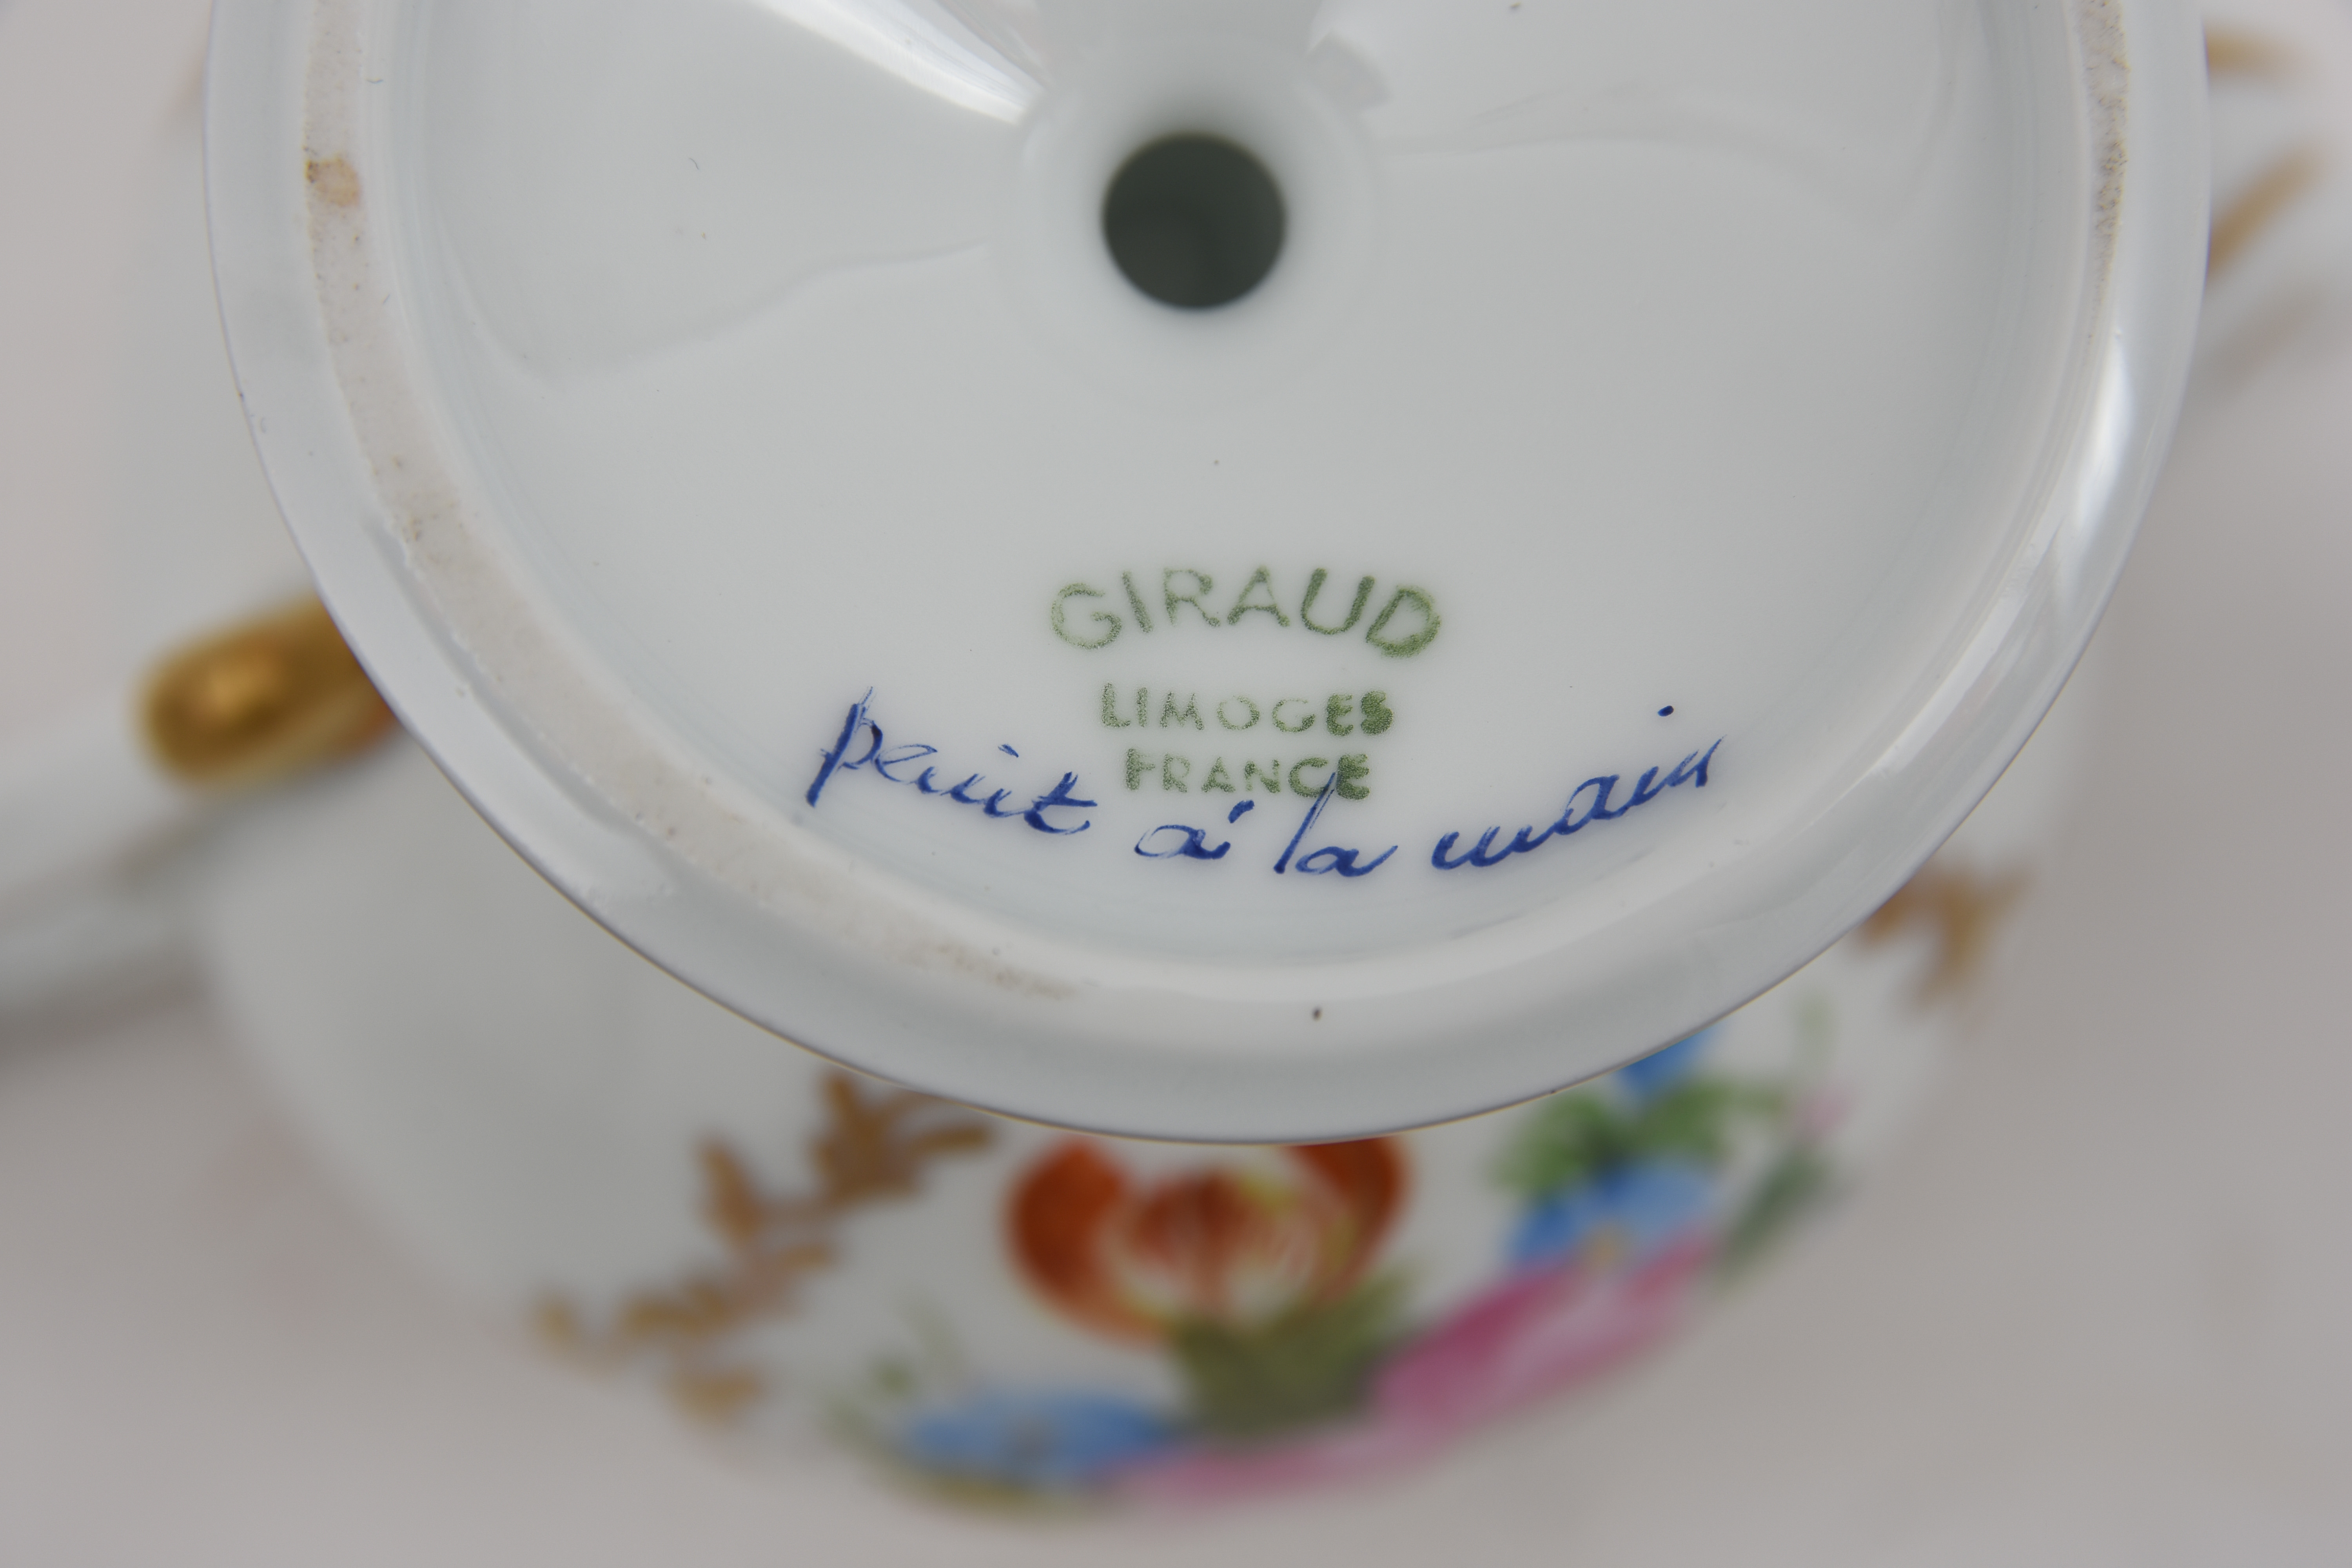 GIRAUD
LIMOGES
FRANCE
peint à la main